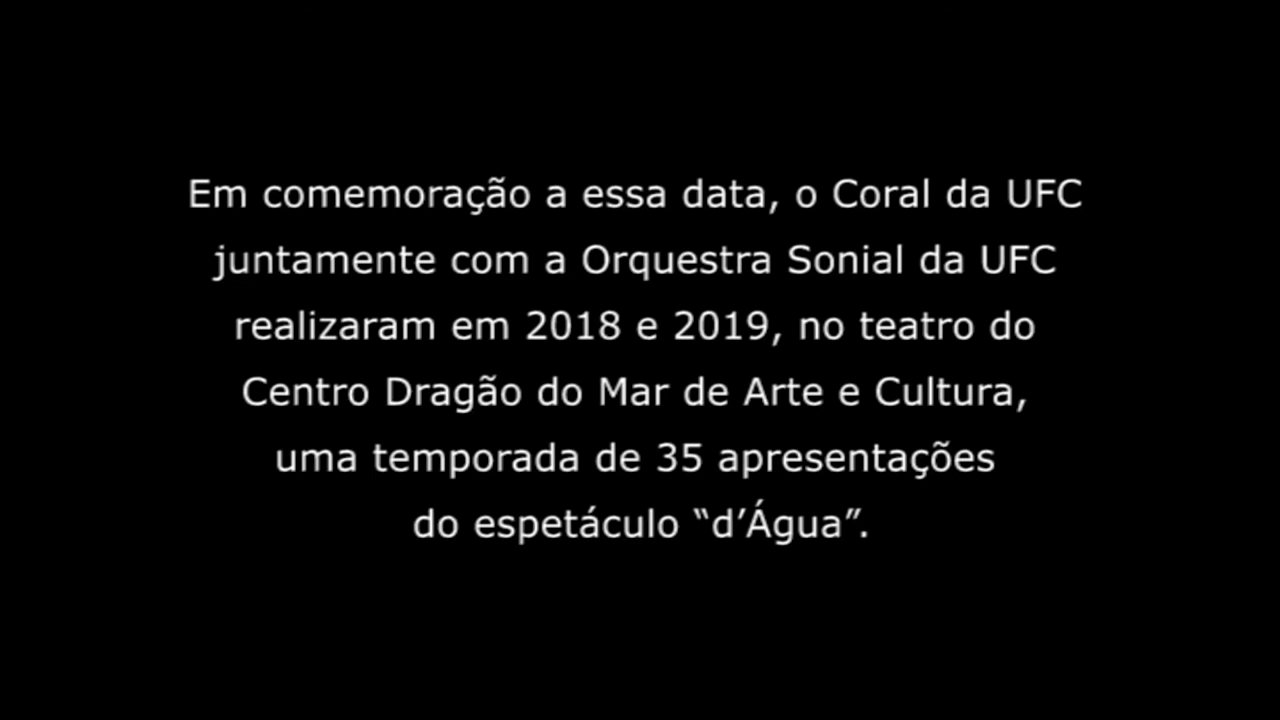 Em comemoração a essa data, o Coral da UFC
juntamente com a Orquestra Sonial da UFC
realizaram em 2018 e 2019, no teatro do
Centro Dragão do Mar de Arte e Cultura,
uma temporada de 35 apresentações
do espetáculo “d’Água”.